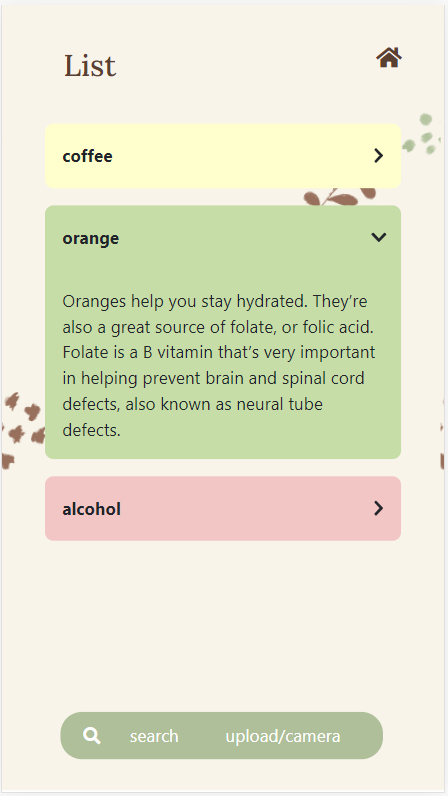 List
coffee
orange
Oranges help you stay hydrated. They’re
also a great source of folate, or folic acid.
Folate is a B vitamin that’s very important
in helping prevent brain and spinal cord
defects, also known as neural tube
defects.
alcohol
search upload/camera